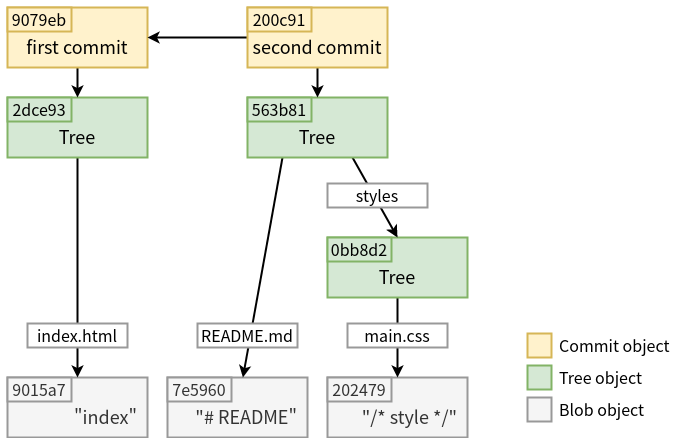 9079eb
first commit
200c91
second commit
2dce93
Tree
563b81
Tree
styles
0bb8d2
Tree
index.html
README.md
main.css
9015a7
"index"
7e5960
"# README"
202479
"/* style */"
Commit object
Tree object
Blob object